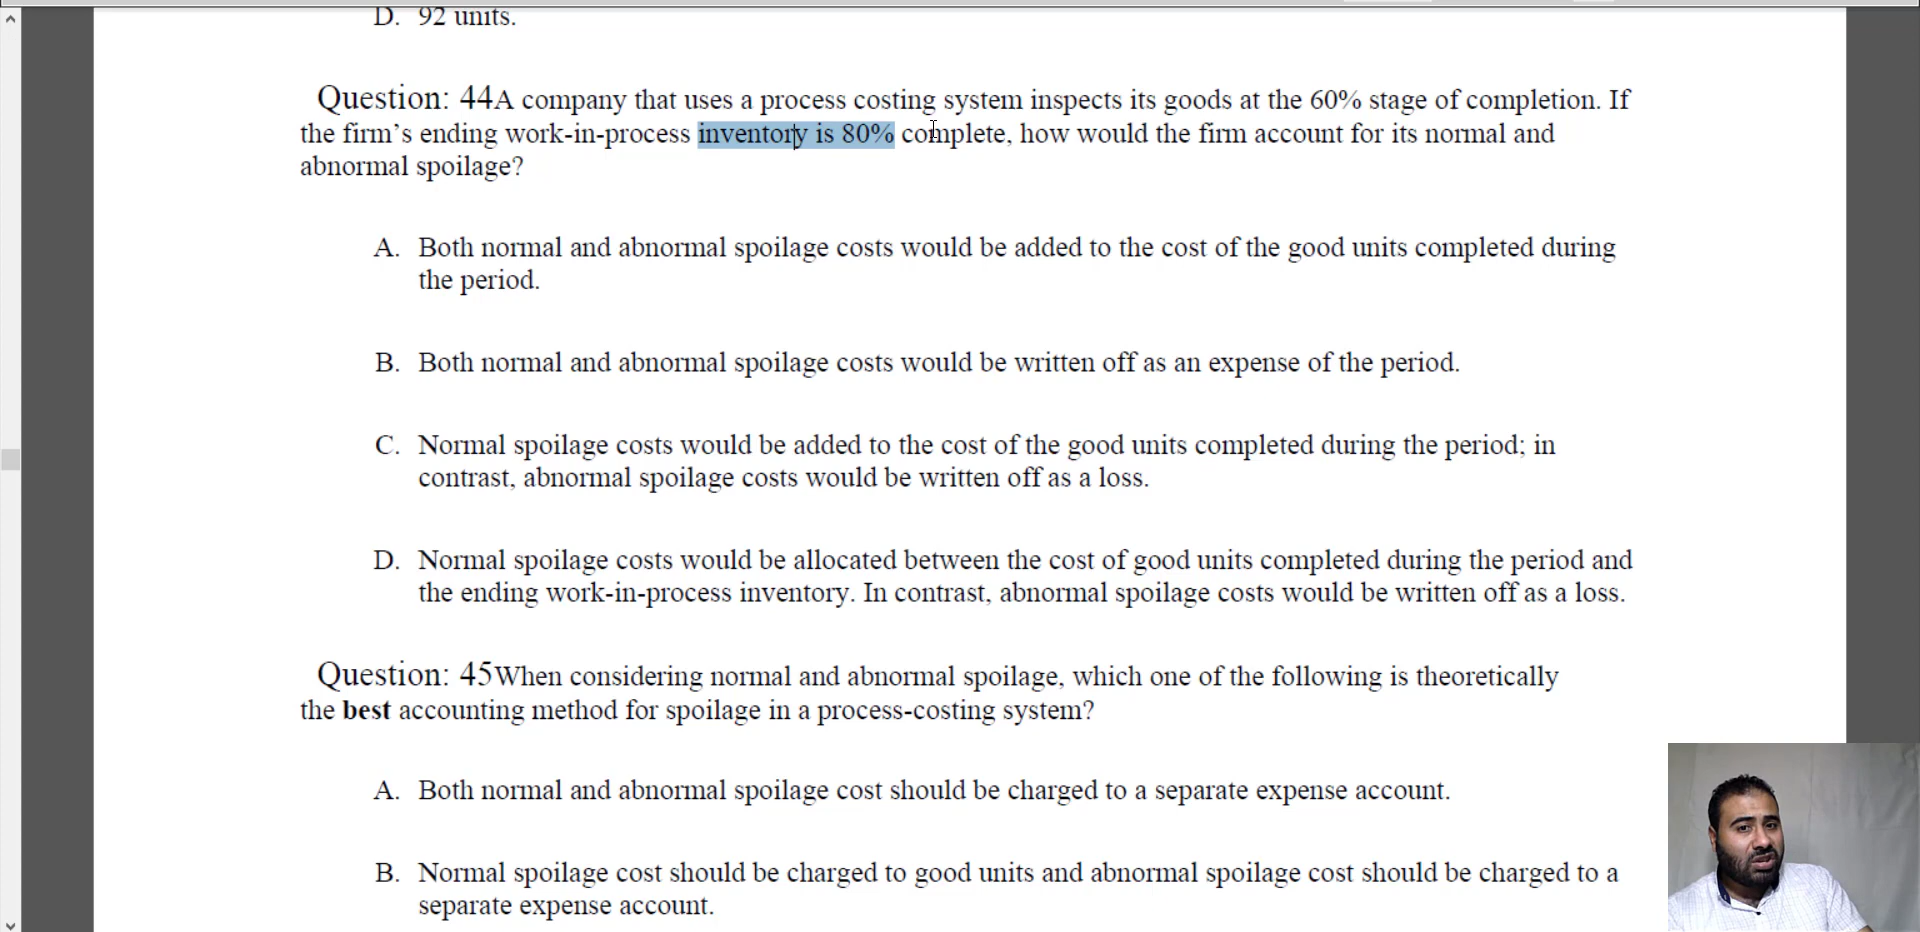 D. 92 units.
Question: 44A company that uses a process costing system inspects its goods at the 60% stage of completion. If
the firm’s ending work-in-process inventory is 80% complete, how would the firm account for its normal and
abnormal spoilage?
A. Both normal and abnormal spoilage costs would be added to the cost of the good units completed during
the period.
B. Both normal and abnormal spoilage costs would be written off as an expense of the period.
C. Normal spoilage costs would be added to the cost of the good units completed during the period; in
contrast, abnormal spoilage costs would be written off as a loss.
D. Normal spoilage costs would be allocated between the cost of good units completed during the period and
the ending work-in-process inventory. In contrast, abnormal spoilage costs would be written off as a loss.
Question: 45When considering normal and abnormal spoilage, which one of the following is theoretically
the best accounting method for spoilage in a process-costing system?
A. Both normal and abnormal spoilage cost should be charged to a separate expense account.
B. Normal spoilage cost should be charged to good units and abnormal spoilage cost should be charged to a
separate expense account.